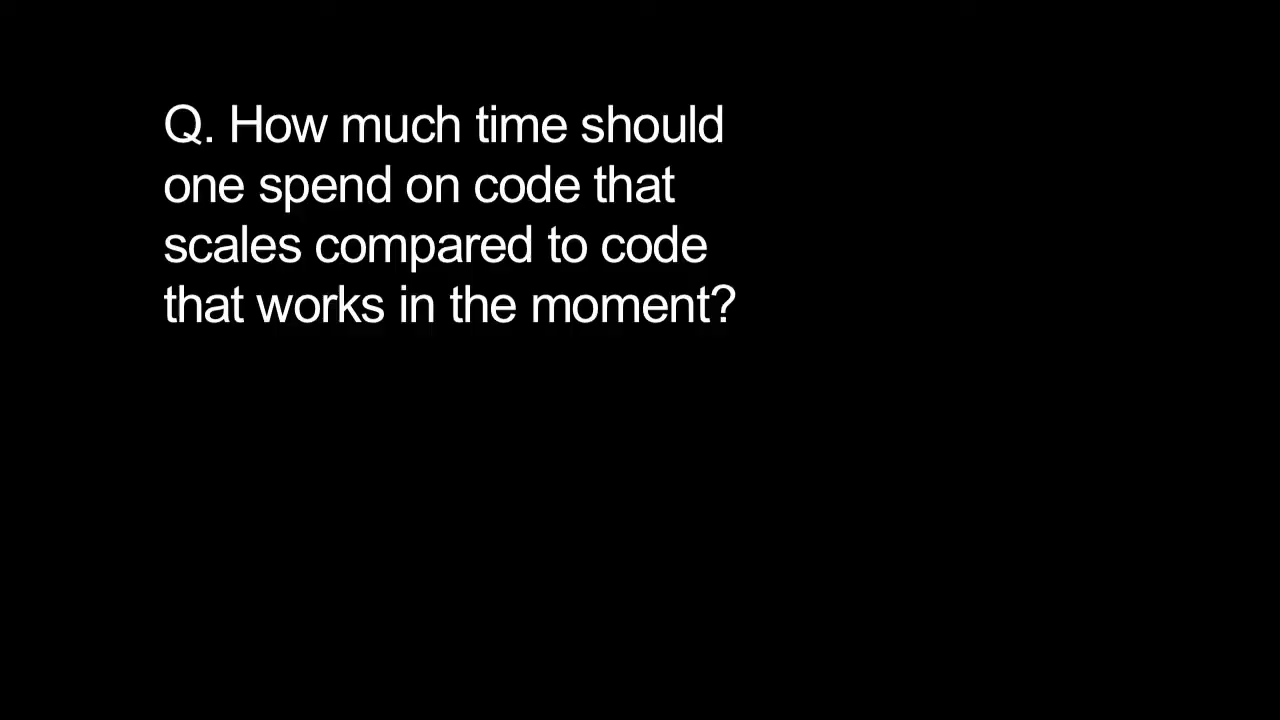 Q. How much time should
one spend on code that
scales compared to code
that works in the moment?